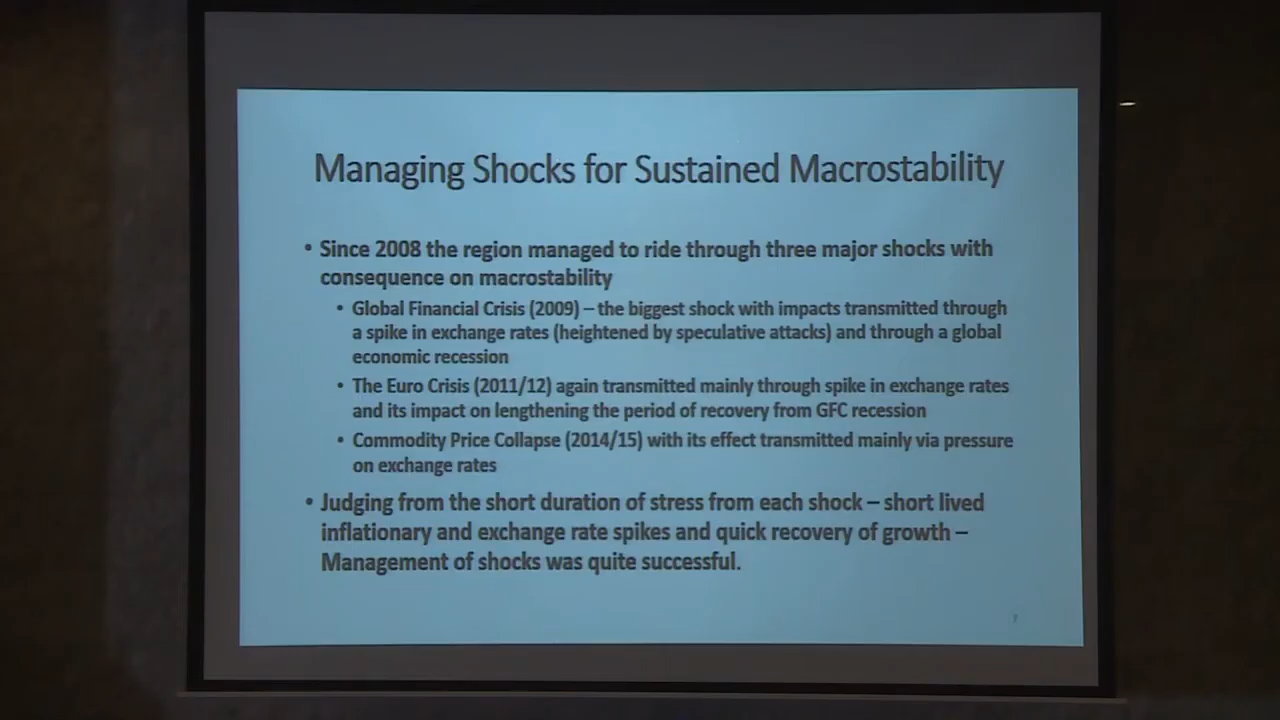 Managing Shocks for Sustained Macrostability
• Since 2008 the region managed to ride through three major shocks with
consequence on macrostability
• Global Financial Crisis (2009) – the biggest shock with impacts transmitted through
a spike in exchange rates (heightened by speculative attacks) and through a global
economic recession
• The Euro Crisis (2011/12) again transmitted mainly through spike in exchange rates
and its impact on lengthening the period of recovery from GFC recession
• Commodity Price Collapse (2014/15) with its effect transmitted mainly via pressure
on exchange rates
• Judging from the short duration of stress from each shock – short lived
inflationary and exchange rate spikes and quick recovery of growth –
Management of shocks was quite successful.
7